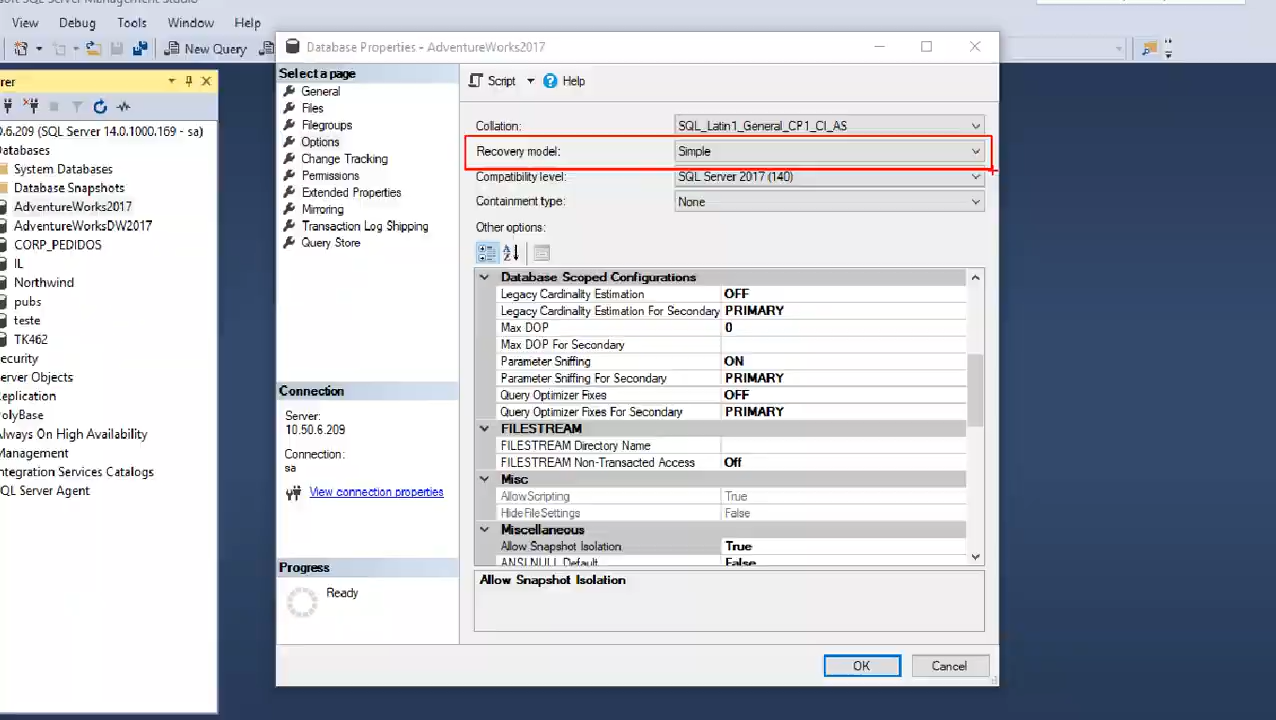 soft SQL Server Management Studio
View Debug Tools Window Help
New Query
rer
0.6.209 (SQL Server 14.0.1000.169 - sa)
Databases
System Databases
Database Snapshots
AdventureWorks2017
AdventureWorksDW2017
CORP_PEDIDOS
IL
Northwind
pubs
teste
TK462
ecurity
erver Objects
eplication
olyBase
lways On High Availability
Management
ntegration Services Catalogs
QL Server Agent
Database Properties - AdventureWorks2017
Select a page
General
Files
Filegroups
Options
Change Tracking
Permissions
Extended Properties
Mirroring
Transaction Log Shipping
Query Store
Connection
Server:
10.50.6.209
Connection:
sa
View connection properties
Progress
Ready
Script Help
Collation: SQL_Latin1_General_CP1_CI_AS
Recovery model: Simple
Compatibility level: SQL Server 2017 (140)
Containment type: None
Other options:
Database Scoped Configurations
Legacy Cardinality Estimation OFF
Legacy Cardinality Estimation For Secondary PRIMARY
Max DOP 0
Max DOP For Secondary
Parameter Sniffing ON
Parameter Sniffing For Secondary PRIMARY
Query Optimizer Fixes OFF
Query Optimizer Fixes For Secondary PRIMARY
FILESTREAM
FILESTREAM Directory Name
FILESTREAM Non-Transacted Access Off
Misc
AllowScripting True
HideFileSettings False
Miscellaneous
Allow Snapshot Isolation True
ANSI NULL Default False
Allow Snapshot Isolation
OK Cancel